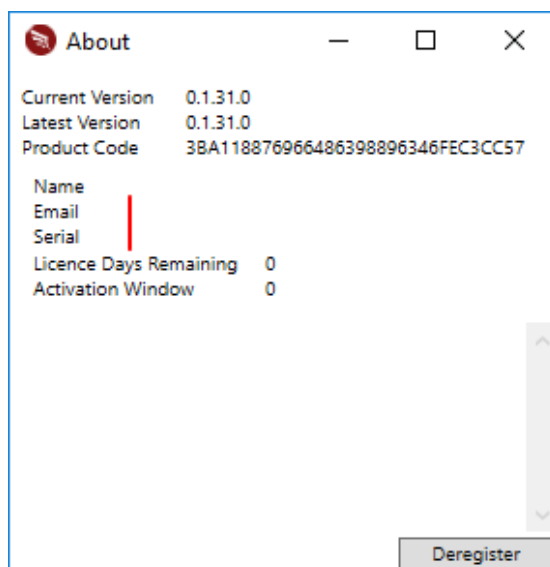 About
Current Version 0.1.31.0
Latest Version 0.1.31.0
Product Code 3BA118876966486398896346FEC3CC57
Name
Email
Serial
Licence Days Remaining 0
Activation Window 0
Deregister